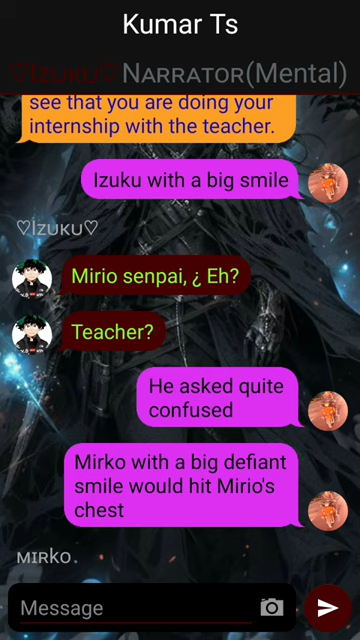 Kumar Ts
♡Izuku♡Narrator(Mental)
see that you are doing your
internship with the teacher.
Izuku with a big smile
♡Izuku♡
Mirio senpai, ¿ Eh?
Teacher?
He asked quite
confused
Mirko with a big defiant
smile would hit Mirio's
chest
Mirko
Message